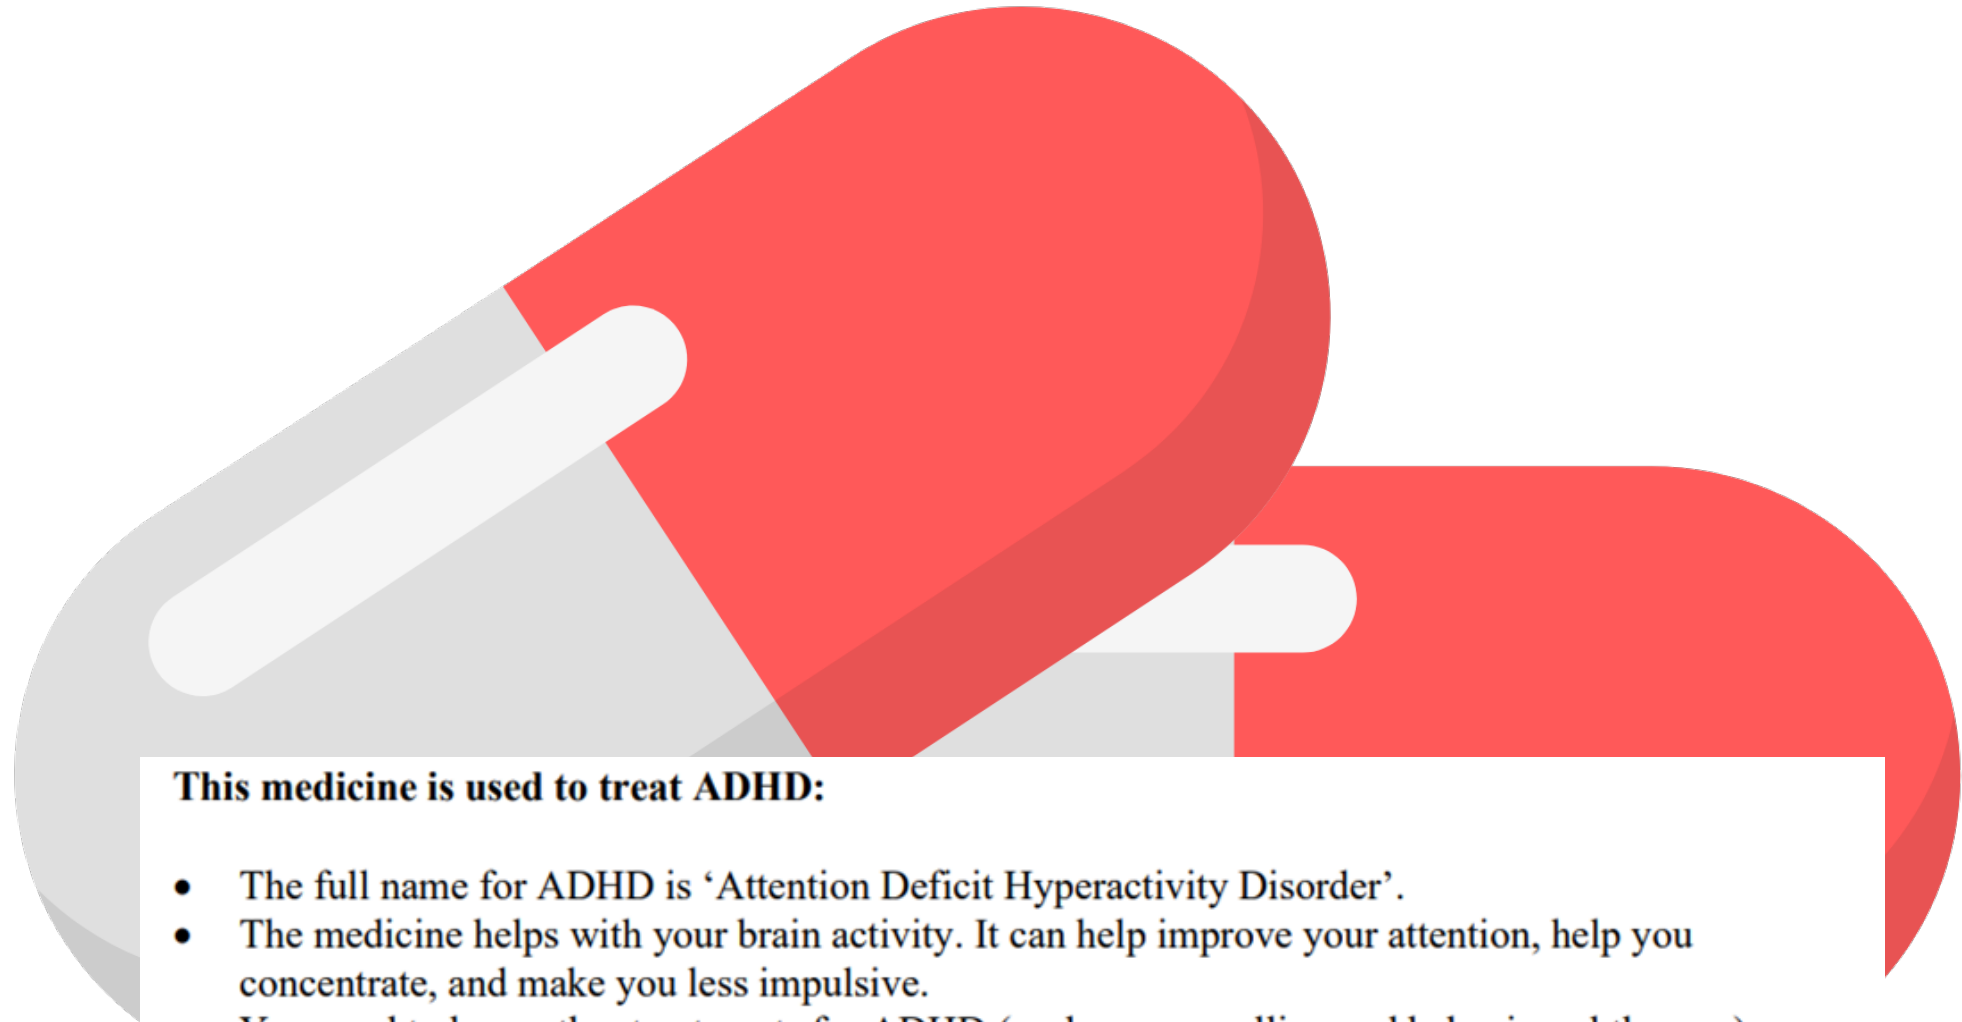 This medicine is used to treat ADHD:
• The full name for ADHD is ‘Attention Deficit Hyperactivity Disorder’.
• The medicine helps with your brain activity. It can help improve your attention, help you
concentrate, and make you less impulsive.